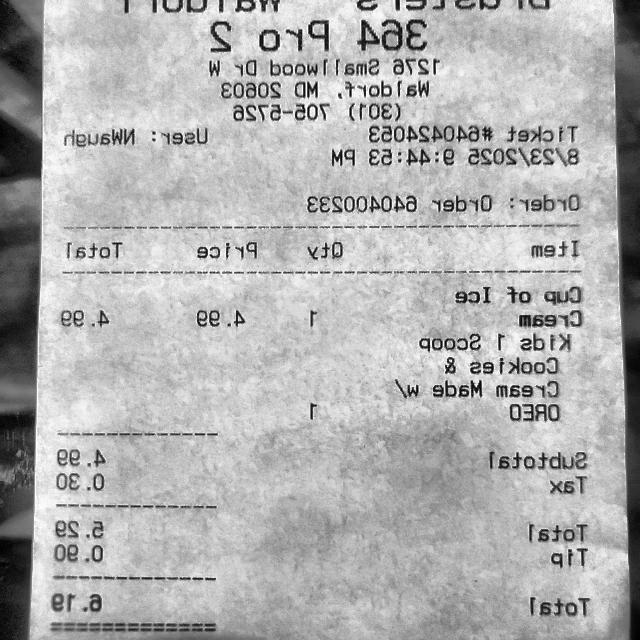 Bruster's Waldorf
364 Pro 2
1276 Smallwood Dr W
Waldorf, MD 20603
(301) 705-5726
Ticket #640424053 User: NWaugh
8/23/2025 9:44:53 PM
Order: Order 640400233
Item Qty Price Total
Cup of Ice
Cream 1 4.99 4.99
Kids 1 Scoop
Cookies &
Cream Made w/
OREO 1
Subtotal 4.99
Tax 0.30
Total 5.29
Tip 0.90
Total 6.19